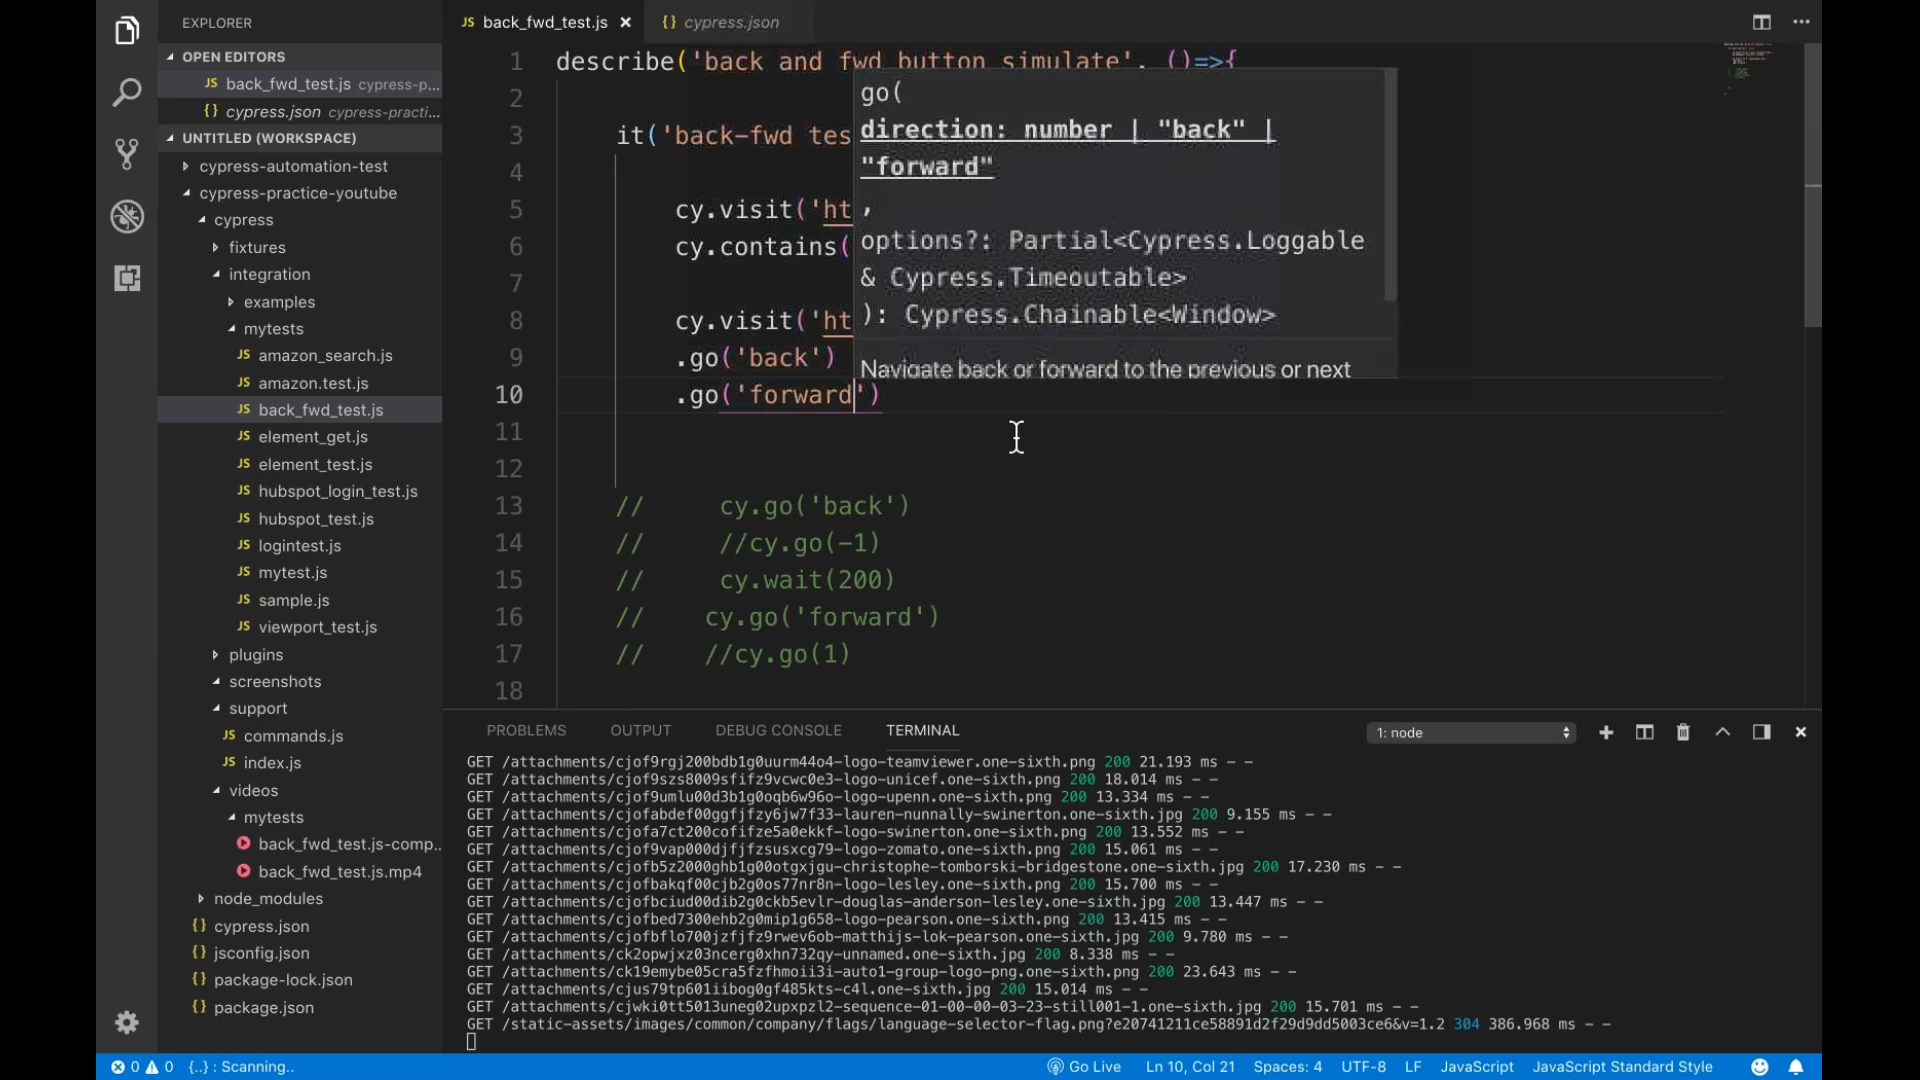 EXPLORER
OPEN EDITORS
JS back_fwd_test.js cypress-p...
{} cypress.json cypress-practi...
UNTITLED (WORKSPACE)
cypress-automation-test
cypress-practice-youtube
cypress
fixtures
integration
examples
mytests
JS amazon_search.js
JS amazon.test.js
JS back_fwd_test.js
JS element_get.js
JS element_test.js
JS hubspot_login_test.js
JS hubspot_test.js
JS logintest.js
JS mytest.js
JS sample.js
JS viewport_test.js
plugins
screenshots
support
JS commands.js
JS index.js
videos
mytests
back_fwd_test.js-comp...
back_fwd_test.js.mp4
node_modules
{} cypress.json
{} jsconfig.json
{} package-lock.json
{} package.json
JS back_fwd_test.js
{} cypress.json
1 describe('back and fwd button simulate', ()=>{
2
3 it('back-fwd tes
4
5 cy.visit('ht
6 cy.contains(
7
8 cy.visit('ht
9 .go('back')
10 .go('forward')
11
12
13 // cy.go('back')
14 // //cy.go(-1)
15 // cy.wait(200)
16 // cy.go('forward')
17 // //cy.go(1)
18
go(
direction: number | "back" |
"forward"
,
options?: Partial<Cypress.Loggable
& Cypress.Timeoutable>
): Cypress.Chainable<Window>
Navigate back or forward to the previous or next
PROBLEMS OUTPUT DEBUG CONSOLE TERMINAL 1: node
GET /attachments/cjof9rgj200bdb1g0uurm44o4-logo-teamviewer.one-sixth.png 200 21.193 ms - -
GET /attachments/cjof9szs8009sfifz9vcwc0e3-logo-unicef.one-sixth.png 200 18.014 ms - -
GET /attachments/cjof9umlu00d3b1g0oqb6w96o-logo-upenn.one-sixth.png 200 13.334 ms - -
GET /attachments/cjofabdef00ggfjfzy6jw7f33-lauren-nunnally-swinerton.one-sixth.jpg 200 9.155 ms - -
GET /attachments/cjofa7ct200cofifze5a0ekkf-logo-swinerton.one-sixth.png 200 13.552 ms - -
GET /attachments/cjof9vap000djfjfzsusxcg79-logo-zomato.one-sixth.png 200 15.061 ms - -
GET /attachments/cjofb5z2000ghb1g00otgxjgu-christophe-tomborski-bridgestone.one-sixth.jpg 200 17.230 ms - -
GET /attachments/cjofbakqf00cjb2g0os77nr8n-logo-lesley.one-sixth.png 200 15.700 ms - -
GET /attachments/cjofbciud00dib2g0ckb5evlr-douglas-anderson-lesley.one-sixth.jpg 200 13.447 ms - -
GET /attachments/cjofbed7300ehb2g0mip1g658-logo-pearson.one-sixth.png 200 13.415 ms - -
GET /attachments/cjofbflo700jzfjfz9rwev6ob-matthijs-lok-pearson.one-sixth.jpg 200 9.780 ms - -
GET /attachments/ck2opwjxz03ncerg0xhn732qy-unnamed.one-sixth.jpg 200 8.338 ms - -
GET /attachments/ck19emybe05cra5fzfhmoii3i-auto1-group-logo-png.one-sixth.png 200 23.643 ms - -
GET /attachments/cjus79tp601iibog0gf485kts-c4l.one-sixth.jpg 200 15.014 ms - -
GET /attachments/cjwki0tt5013uneg02upxpzl2-sequence-01-00-00-03-23-still001-1.one-sixth.jpg 200 15.701 ms - -
GET /static-assets/images/common/company/flags/language-selector-flag.png?e20741211ce58891d2f29d9dd5003ce6&v=1.2 304 386.968 ms - -
0 0 {..} : Scanning.. Go Live Ln 10, Col 21 Spaces: 4 UTF-8 LF JavaScript JavaScript Standard Style